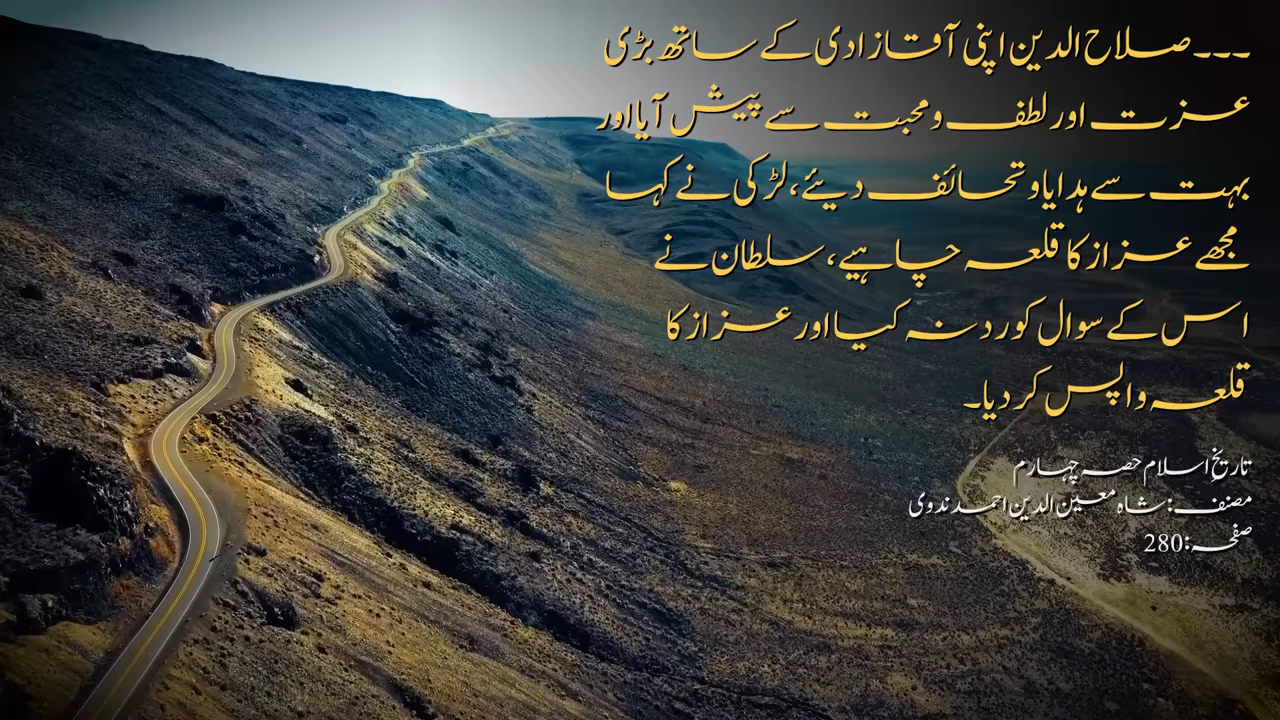 ۔۔۔صلاح الدین اپنی آقازادی کے ساتھ بڑی
عزت اور لطف و محبت سے پیش آیا اور
بہت سے ہدایا و تحائف دیئے، لڑکی نے کہا
مجھے عزاز کا قلعہ چاہیے، سلطان نے
اس کے سوال کو رد نہ کیا اور عزاز کا
قلعہ واپس کر دیا۔
تاریخِ اسلام حصہ چہارم
مصنف: شاہ معین الدین احمد ندوی
صفحہ: 280